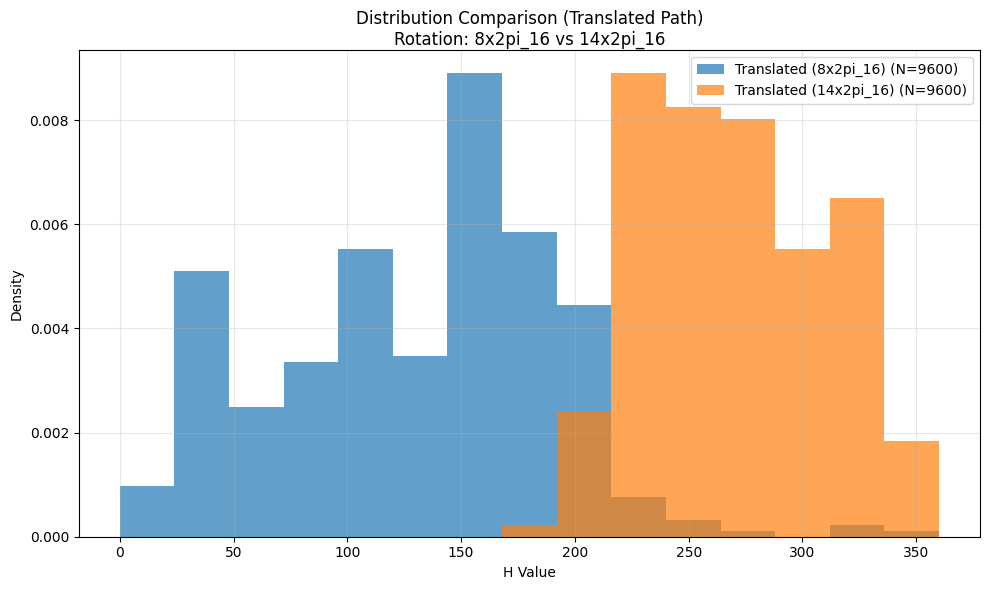 Distribution Comparison (Translated Path)
Rotation: 8x2pi_16 vs 14x2pi_16
Translated (8x2pi_16) (N=9600)
Translated (14x2pi_16) (N=9600)
Density
0.008
0.006
0.004
0.002
0.000
0 50 100 150 200 250 300 350
H Value